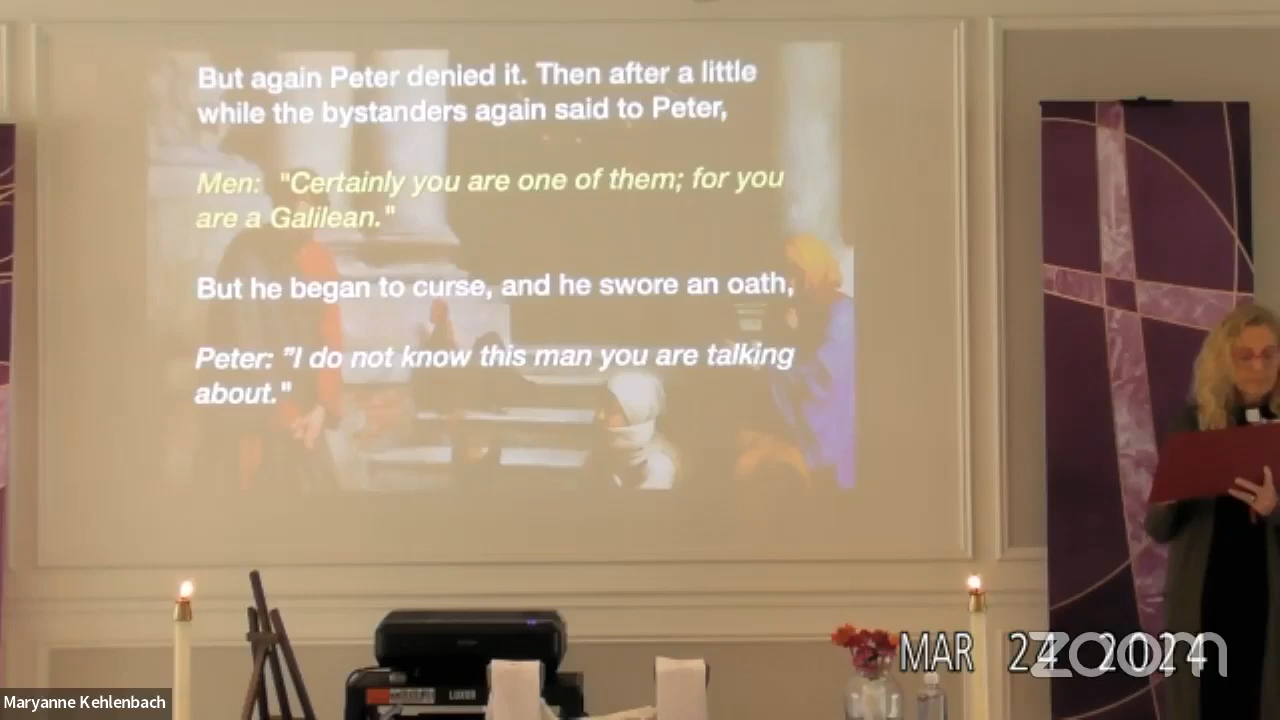 But again Peter denied it. Then after a little
while the bystanders again said to Peter,
Men: "Certainly you are one of them; for you
are a Galilean."
But he began to curse, and he swore an oath,
Peter: "I do not know this man you are talking
about."
LUXOR
MAR 24 2024
zoom
Maryanne Kehlenbach